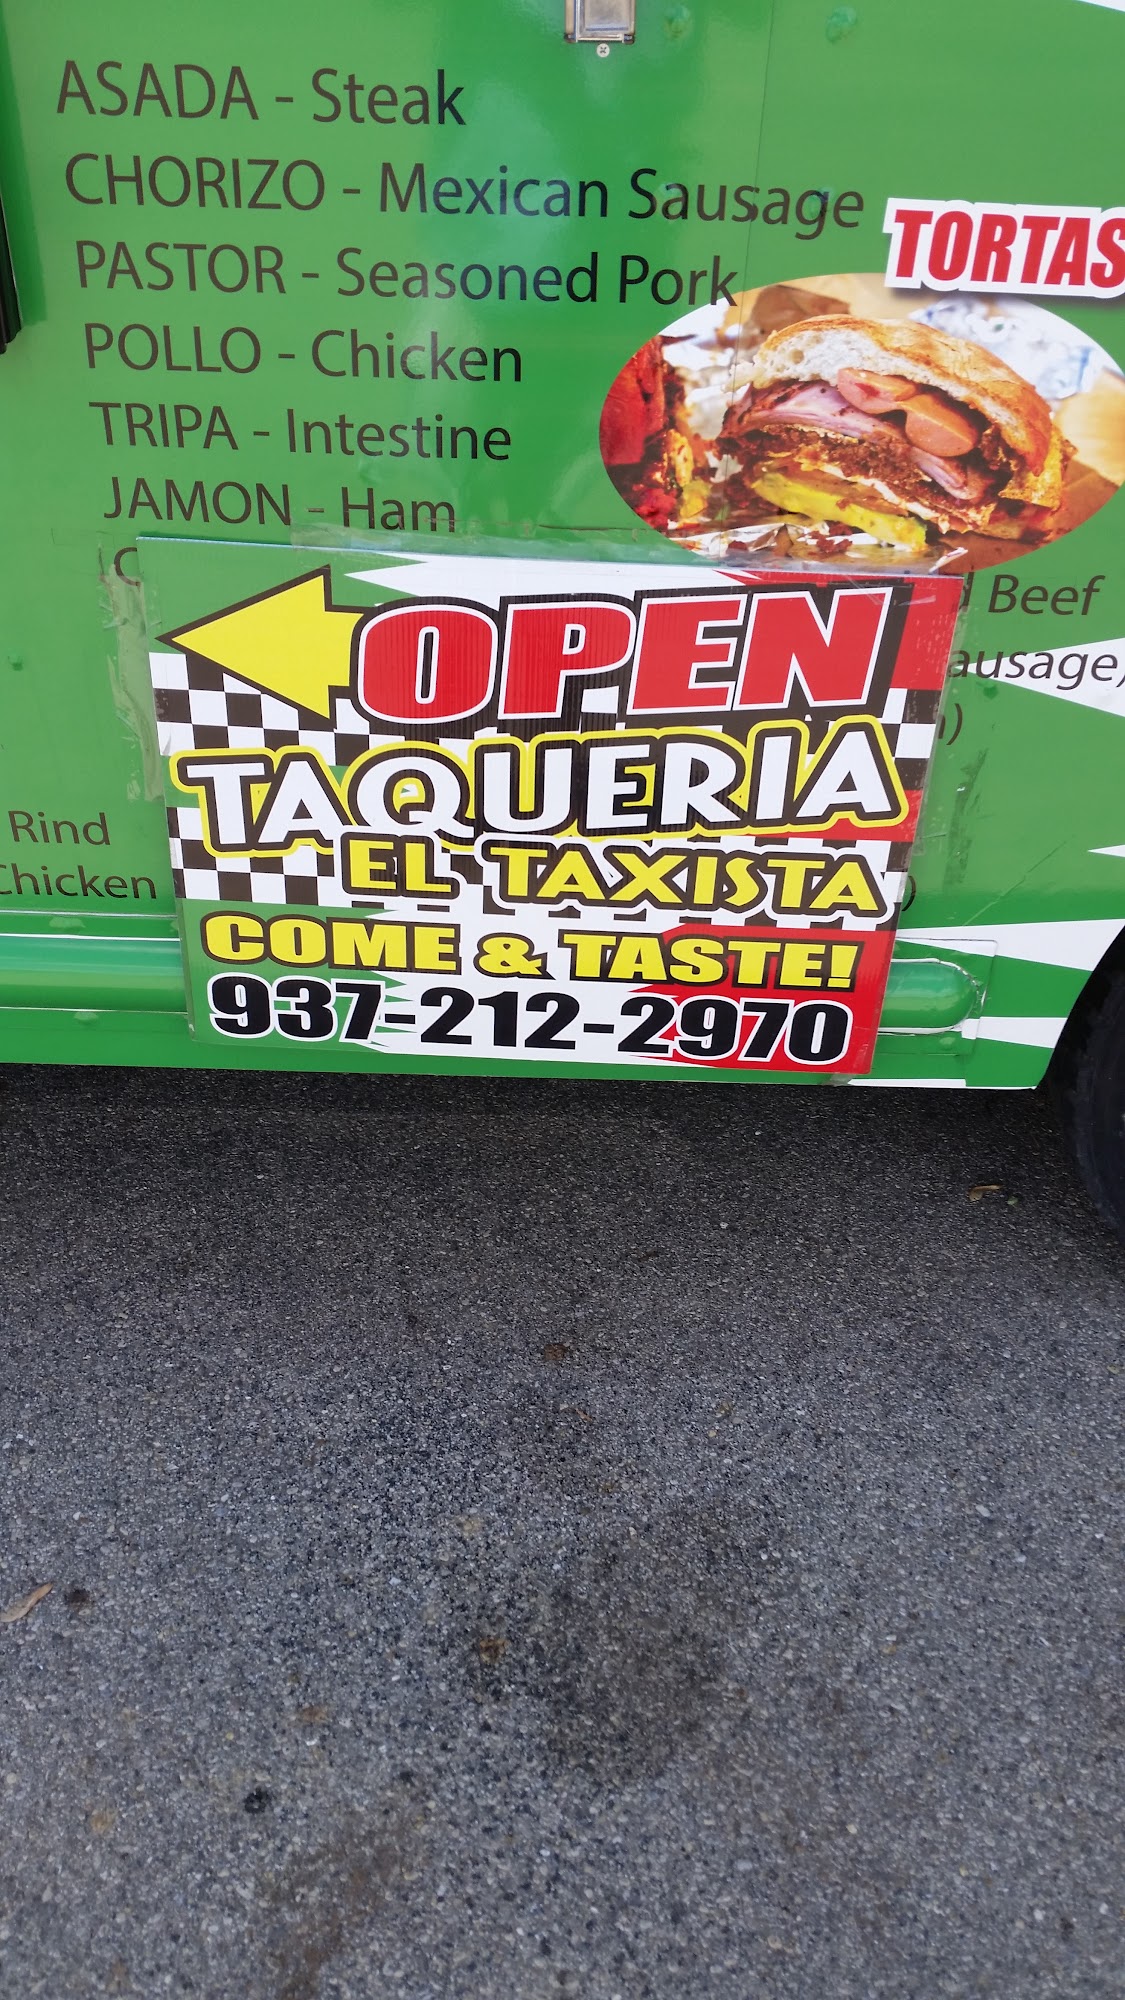 ASADA - Steak
CHORIZO - Mexican Sausage
PASTOR - Seasoned Pork
POLLO - Chicken
TRIPA - Intestine
JAMON - Ham
TORTAS
Beef
Rind
Chicken
OPEN
TAQUERIA
EL TAXISTA
COME & TASTE!
937-212-2970